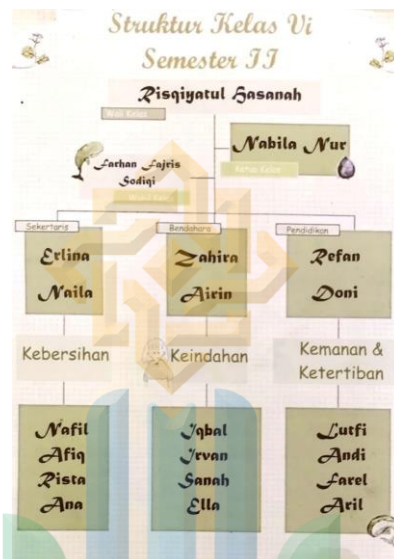 Struktur Kelas Vi
Semester II
Risqiyatul Hasanah
Wali Kelas
Nabila Nur
Ketua Kelas
Farhan Fajris
Sodiqi
Sekertaris
Bendahara
Pendidikan
Erlina
Naila
Zahira
Airin
Refan
Doni
Kebersihan
Keindahan
Kemanan &
Ketertiban
Nafil
Afiq
Rista
Ana
Iqbal
Irvan
Sanah
Ella
Lutfi
Andi
Farel
Aril